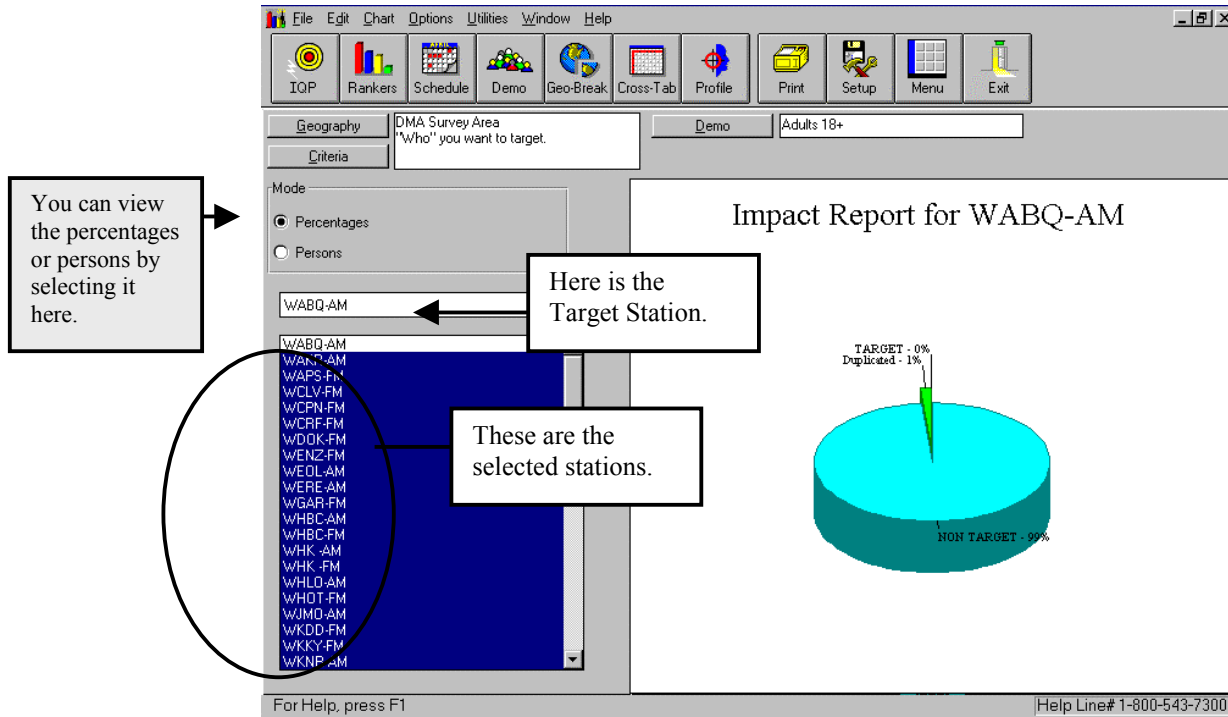 File Edit Chart Options Utilities Window Help
IQP Rankers Schedule Demo Geo-Break Cross-Tab Profile Print Setup Menu Exit
Geography
DMA Survey Area
"Who" you want to target.
Criteria
Demo
Adults 18+
You can view
the percentages
or persons by
selecting it
here.
Mode
Percentages
Persons
WABQ-AM
Here is the
Target Station.
WABQ-AM
WAKR-AM
WAPS-FM
WCLV-FM
WCPN-FM
WCRF-FM
WDOK-FM
WENZ-FM
WEOL-AM
WERE-AM
WGAR-FM
WHBC-AM
WHBC-FM
WHK -AM
WHK -FM
WHLO-AM
WHOT-FM
WJMO-AM
WKDD-FM
WKKY-FM
WKNR-AM
These are the
selected stations.
Impact Report for WABQ-AM
TARGET - 0%
Duplicated - 1%
NON TARGET - 99%
For Help, press F1
Help Line# 1-800-543-7300